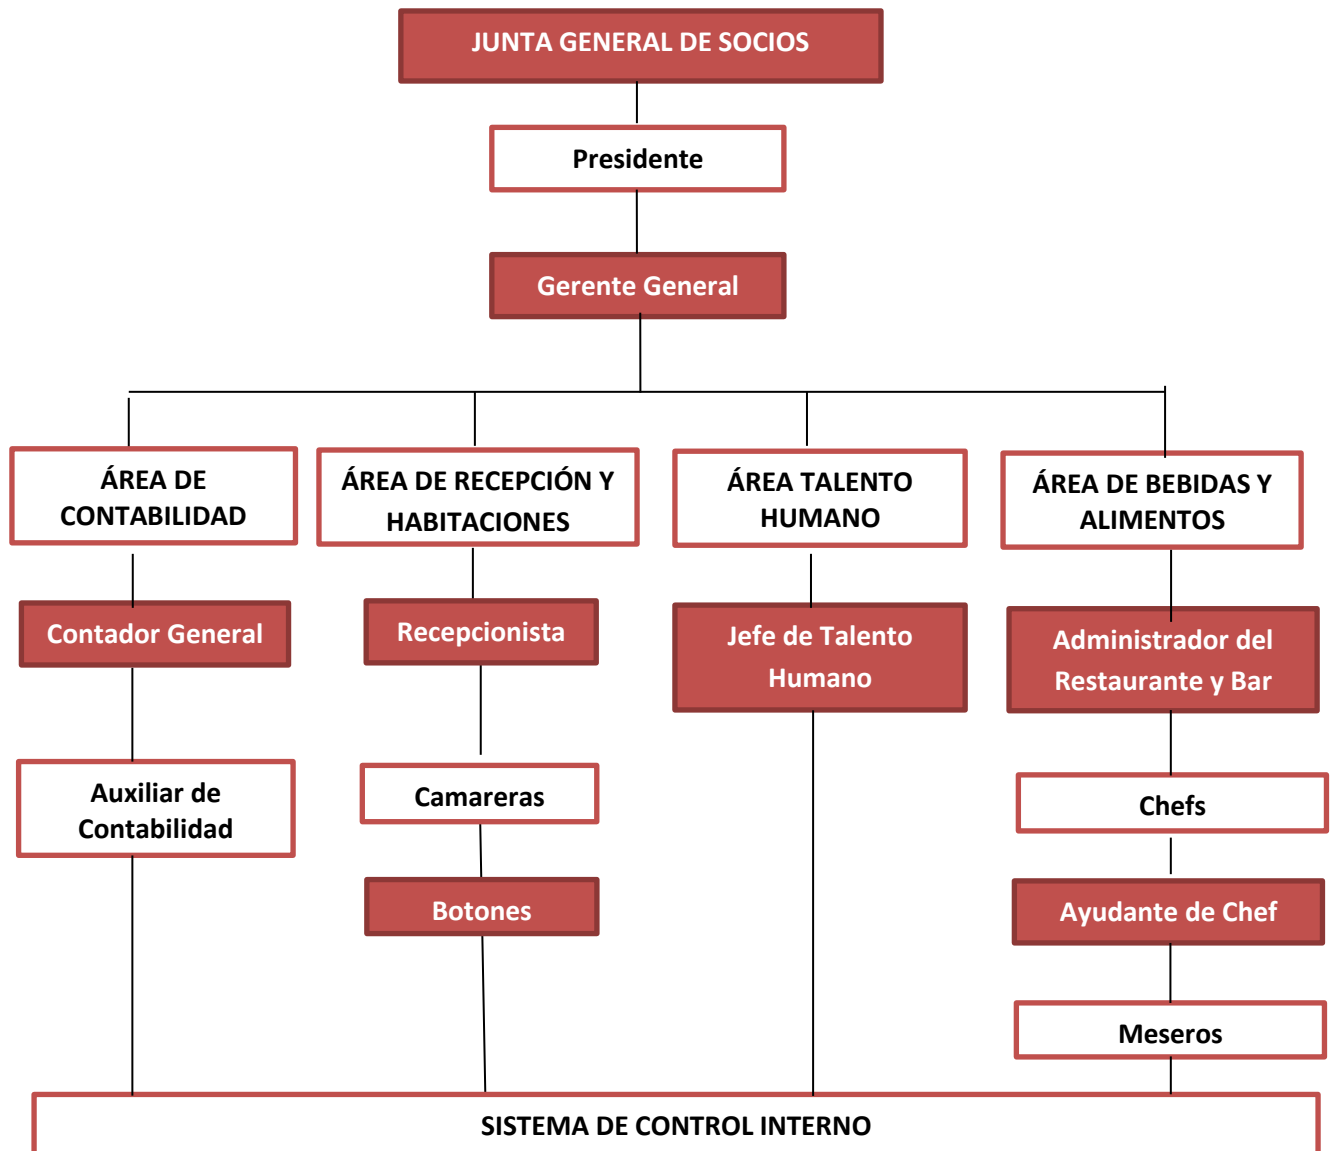 JUNTA GENERAL DE SOCIOS
Presidente
Gerente General
ÁREA DE
CONTABILIDAD
ÁREA DE RECEPCIÓN Y
HABITACIONES
ÁREA TALENTO
HUMANO
ÁREA DE BEBIDAS Y
ALIMENTOS
Contador General
Recepcionista
Jefe de Talento
Humano
Administrador del
Restaurante y Bar
Auxiliar de
Contabilidad
Camareras
Chefs
Botones
Ayudante de Chef
Meseros
SISTEMA DE CONTROL INTERNO